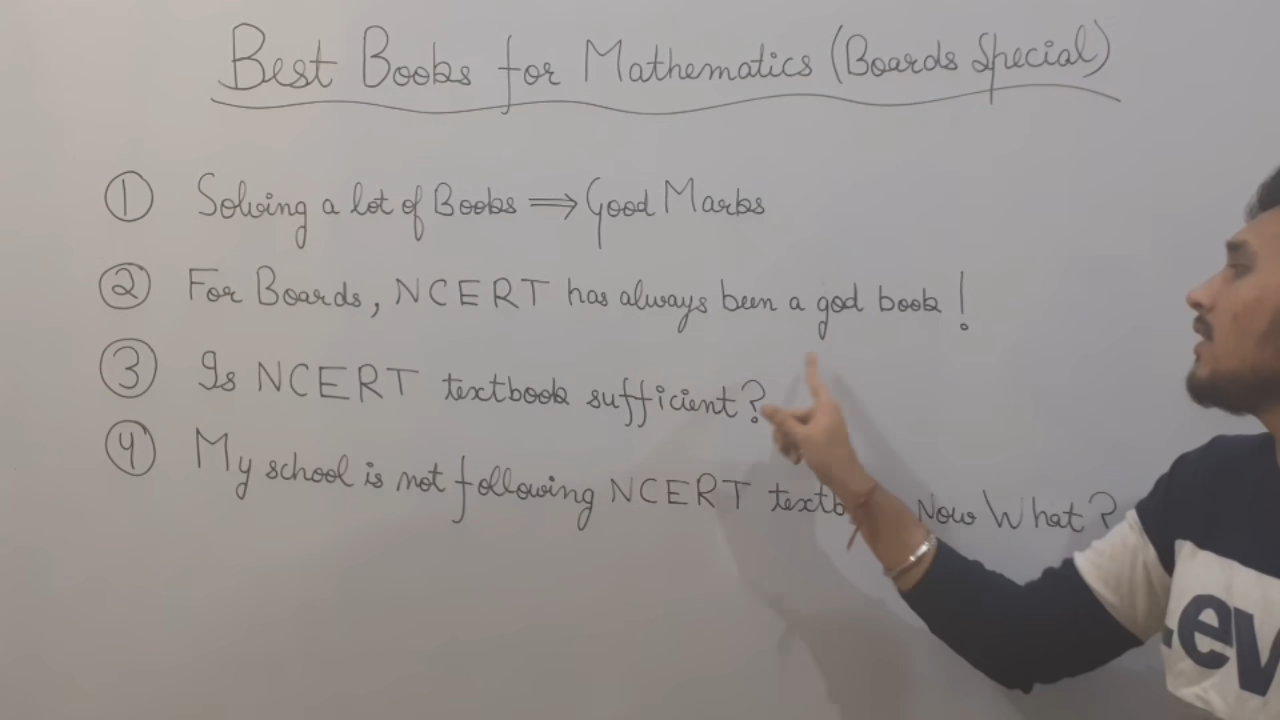 Best Books for Mathematics (Boards Special)
① Solving a lot of Books ⟹ Good Marks
② For Boards, NCERT has always been a god book!
③ Is NCERT textbook sufficient?
④ My school is not following NCERT Now What?